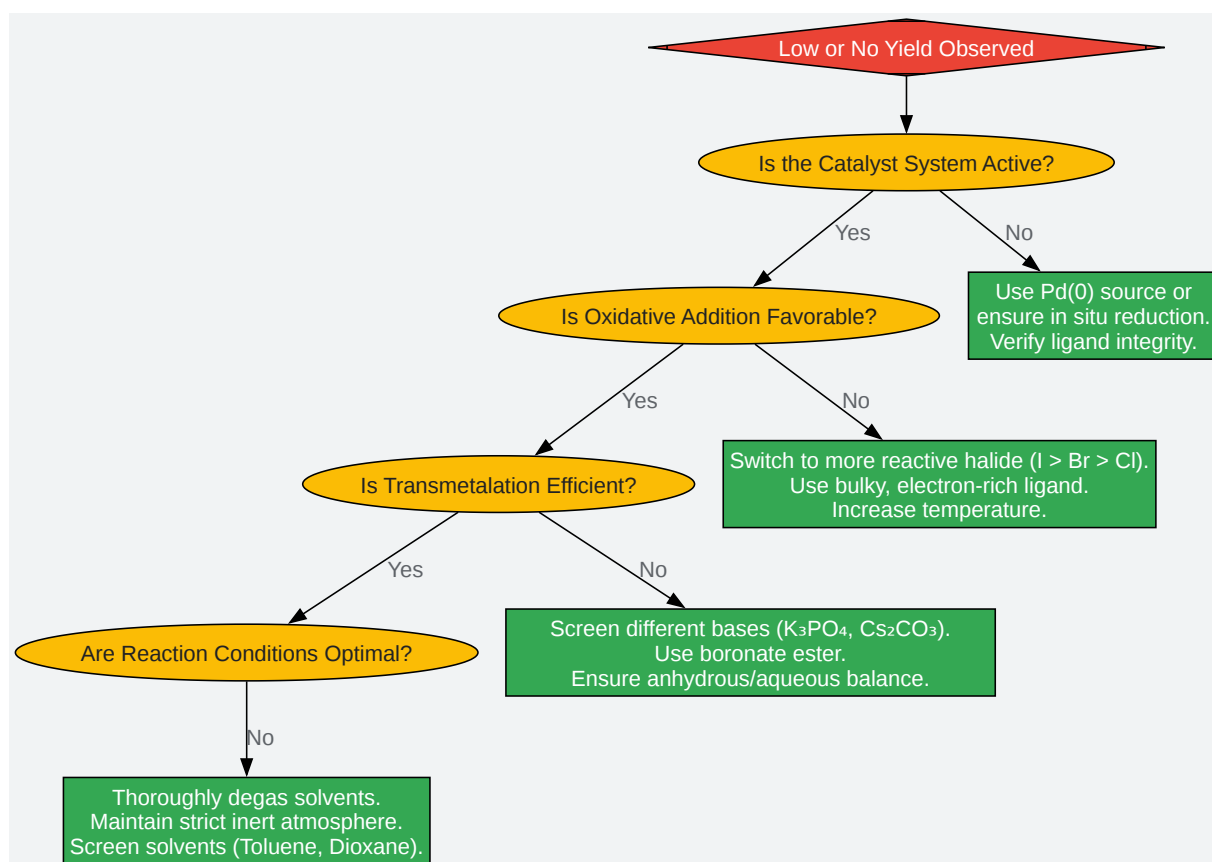 Low or No Yield Observed
Is the Catalyst System Active?
Yes
No
Use Pd(0) source or
ensure in situ reduction.
Verify ligand integrity.
Is Oxidative Addition Favorable?
Yes
No
Switch to more reactive halide (I > Br > Cl).
Use bulky, electron-rich ligand.
Increase temperature.
Is Transmetalation Efficient?
Yes
No
Screen different bases (K₃PO₄, Cs₂CO₃).
Use boronate ester.
Ensure anhydrous/aqueous balance.
Are Reaction Conditions Optimal?
No
Thoroughly degas solvents.
Maintain strict inert atmosphere.
Screen solvents (Toluene, Dioxane).